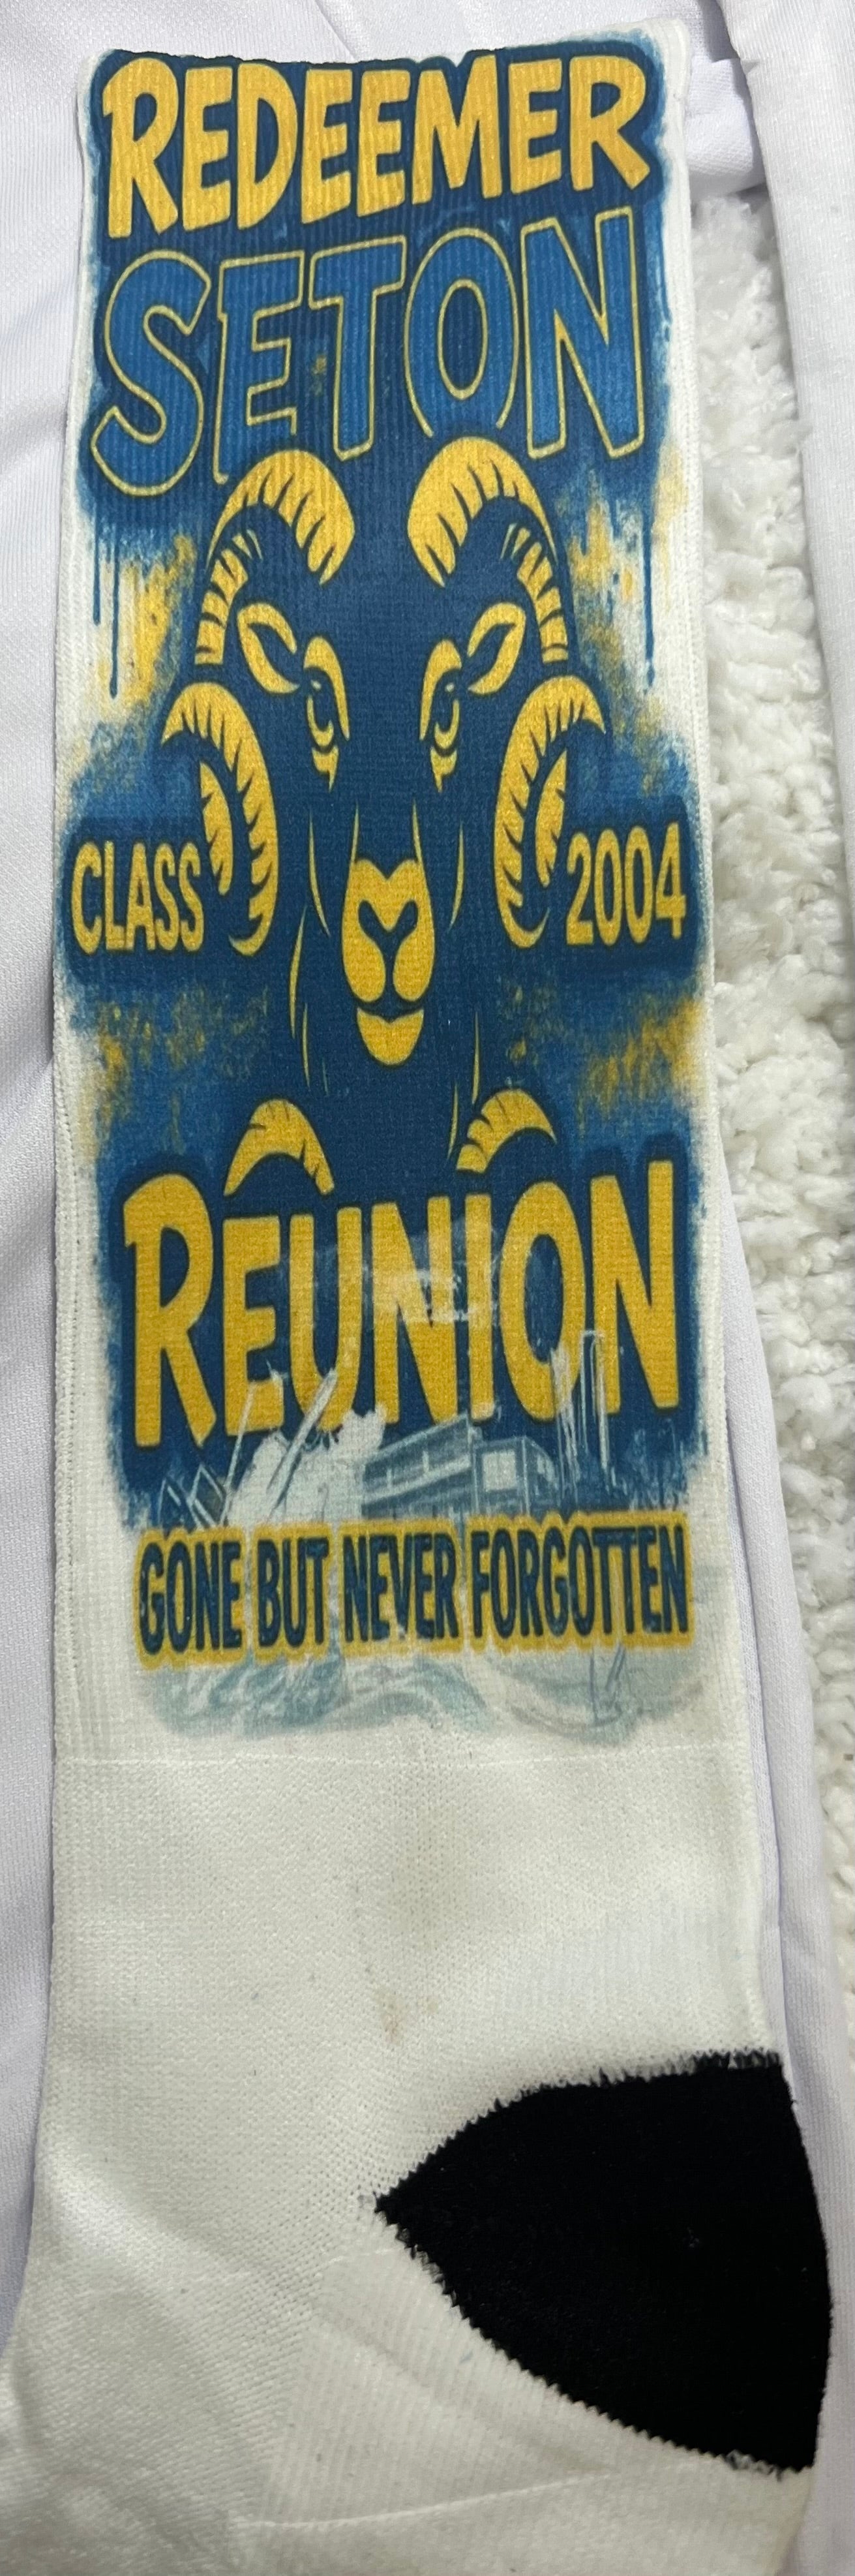 REDEEMER
SETON
CLASS 2004
REUNION
GONE BUT NEVER FORGOTTEN